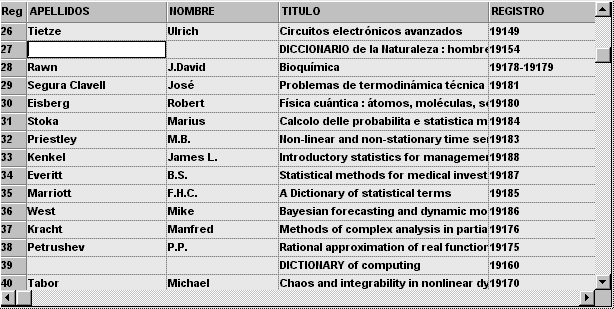 Reg APELLIDOS NOMBRE TITULO REGISTRO
26 Tietze Ulrich Circuitos electrónicos avanzados 19149
27 DICCIONARIO de la Naturaleza : hombre 19154
28 Rawn J.David Bioquímica 19178-19179
29 Segura Clavell José Problemas de termodinámica técnica 19181
30 Eisberg Robert Física cuántica : átomos, moléculas, so 19180
31 Stoka Marius Calcolo delle probabilita e statistica m 19184
32 Priestley M.B. Non-linear and non-stationary time se 19183
33 Kenkel James L. Introductory statistics for managemen 19188
34 Everitt B.S. Statistical methods for medical invest 19187
35 Marriott F.H.C. A Dictionary of statistical terms 19185
36 West Mike Bayesian forecasting and dynamic mo 19186
37 Kracht Manfred Methods of complex analysis in partia 19176
38 Petrushev P.P. Rational approximation of real function 19175
39 DICTIONARY of computing 19160
40 Tabor Michael Chaos and integrability in nonlinear dy 19170